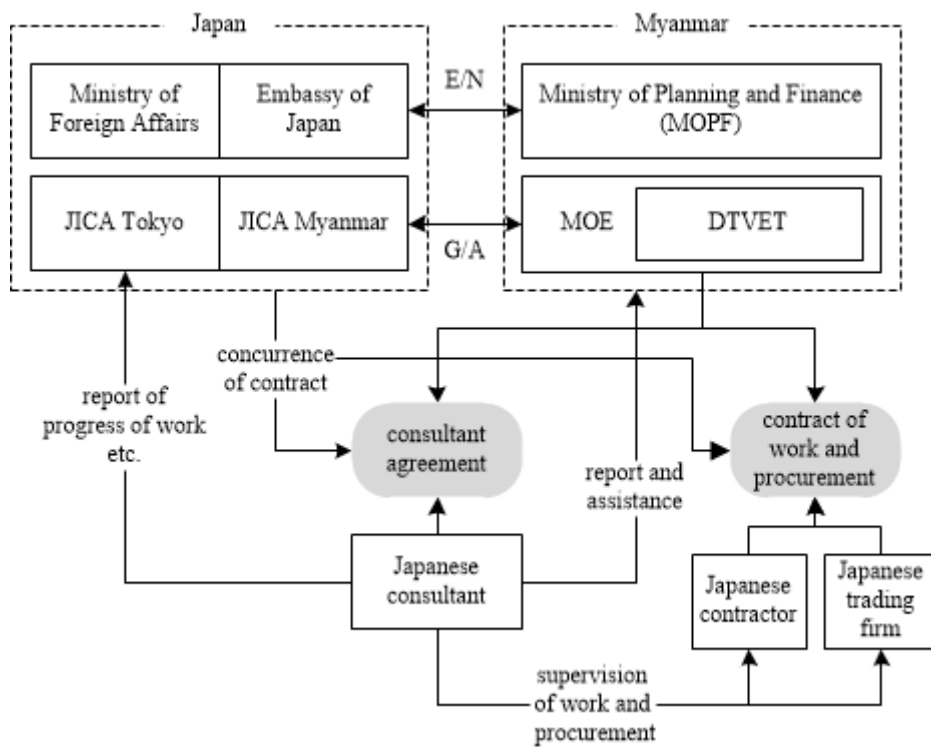 Japan
Myanmar
Ministry of
Foreign Affairs
Embassy of
Japan
E/N
Ministry of Planning and Finance
(MOPF)
JICA Tokyo
JICA Myanmar
G/A
MOE
DTVET
concurrence
of contract
report of
progress of work
etc.
consultant
agreement
report and
assistance
contract of
work and
procurement
Japanese
consultant
Japanese
contractor
Japanese
trading
firm
supervision
of work and
procurement